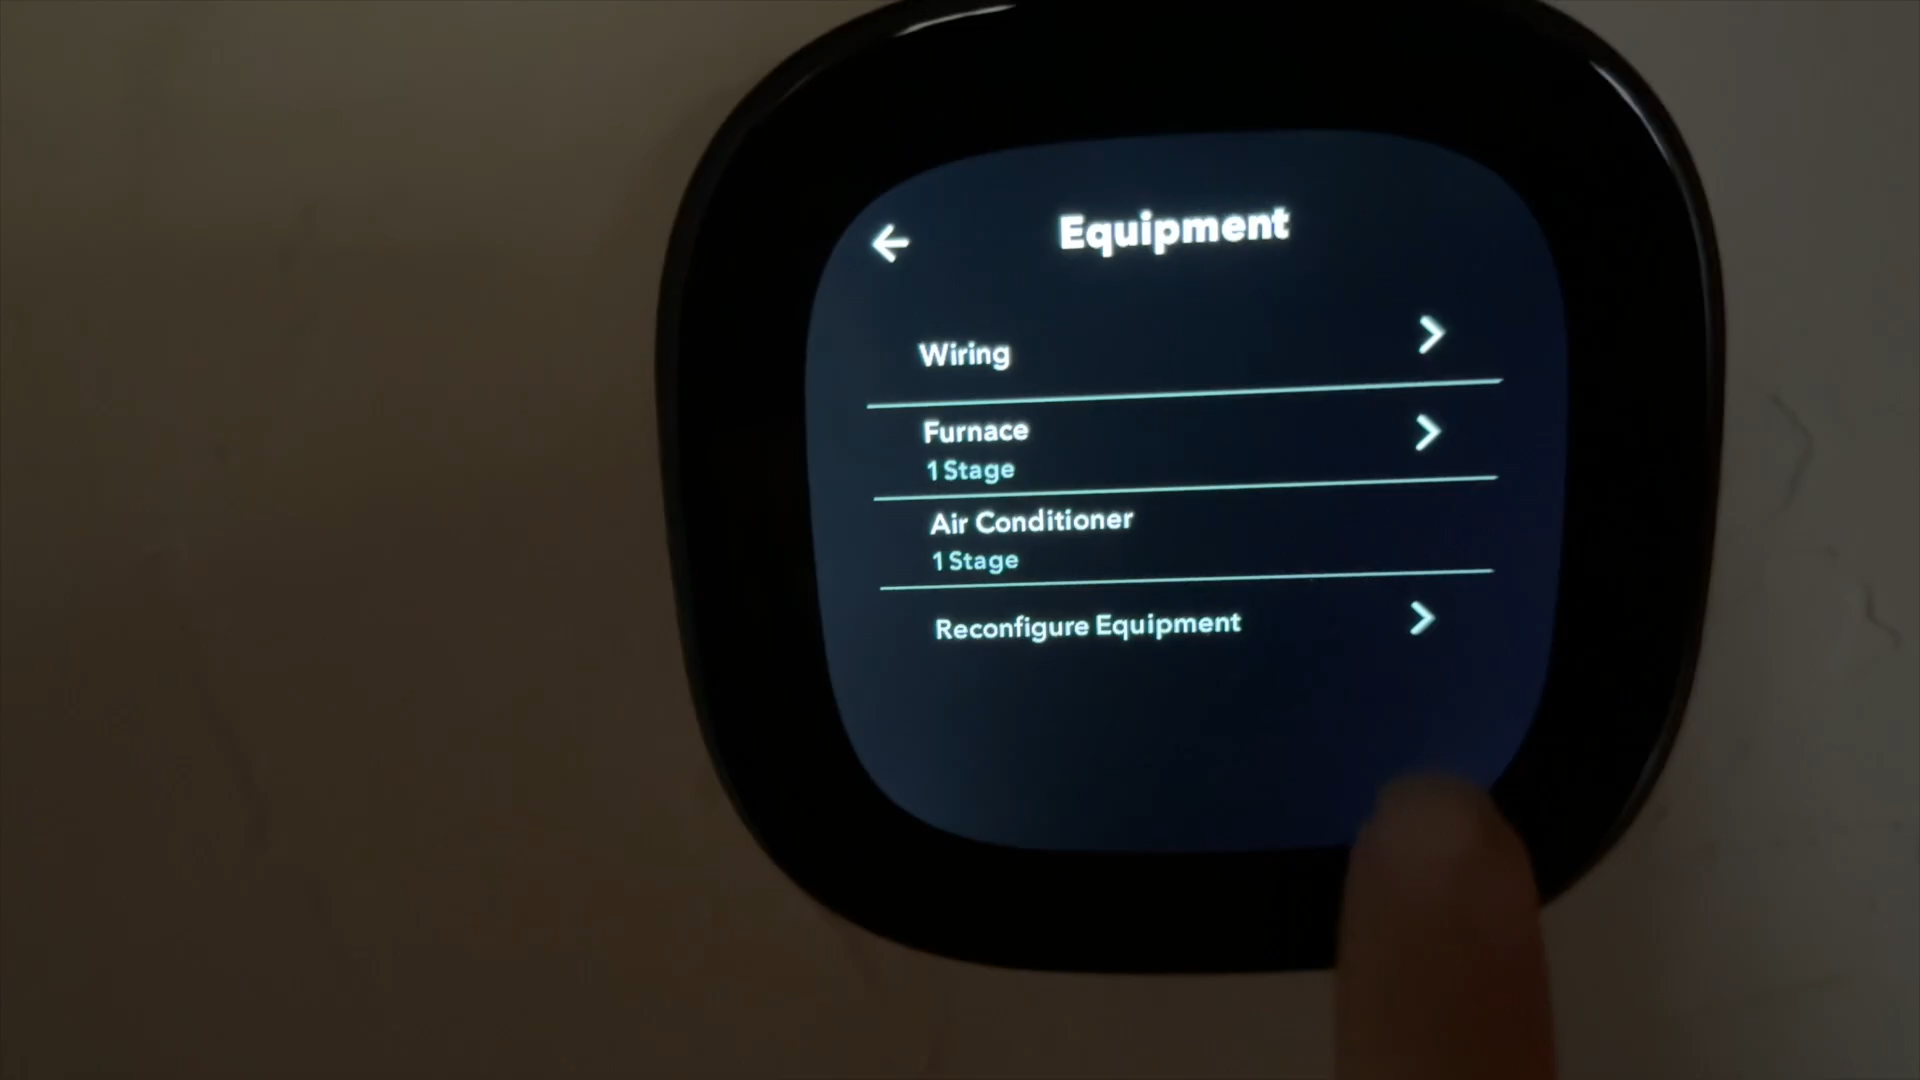 Equipment
Wiring
Furnace
1 Stage
Air Conditioner
1 Stage
Reconfigure Equipment